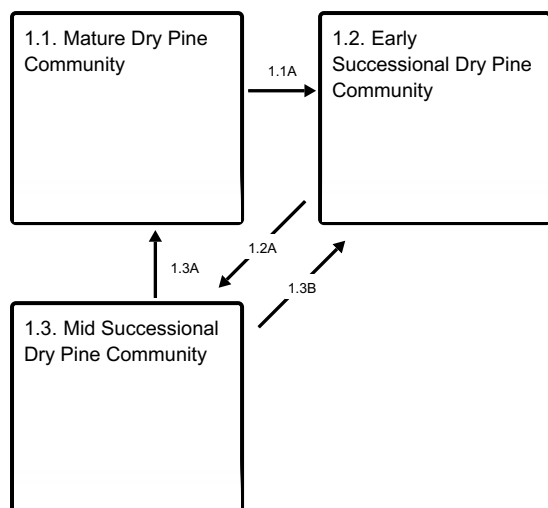 1.1. Mature Dry Pine
Community
1.2. Early
Successional Dry Pine
Community
1.1A
1.2A
1.3A
1.3B
1.3. Mid Successional
Dry Pine Community